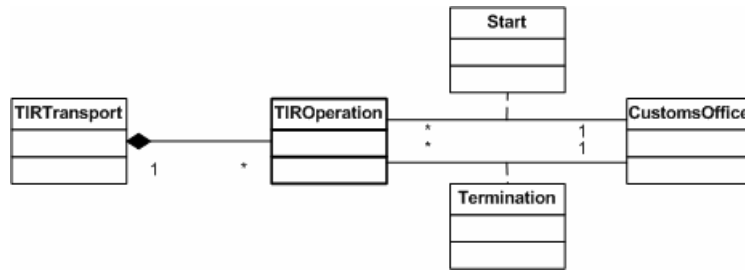 Start
TIRTransport
TIROperation
CustomsOffice
* 1
* 1
1 *
Termination